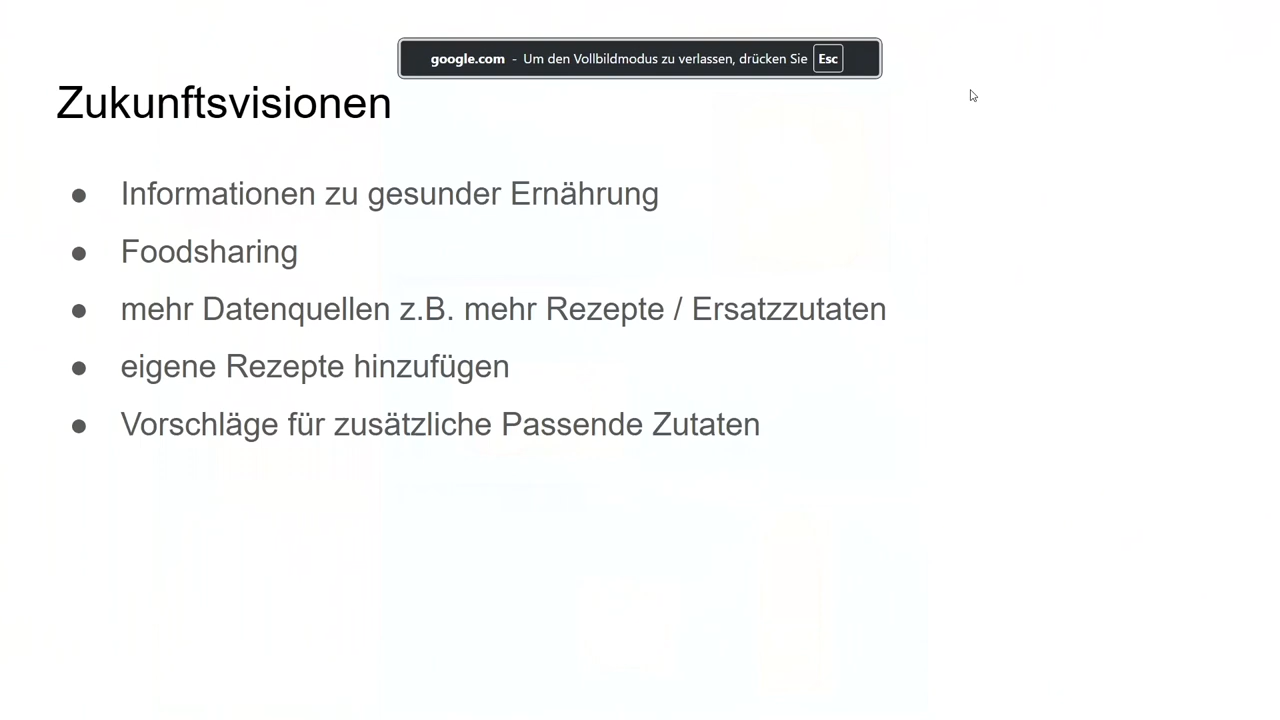 google.com - Um den Vollbildmodus zu verlassen, drücken Sie Esc
Zukunftsvisionen
● Informationen zu gesunder Ernährung
● Foodsharing
● mehr Datenquellen z.B. mehr Rezepte / Ersatzzutaten
● eigene Rezepte hinzufügen
● Vorschläge für zusätzliche Passende Zutaten